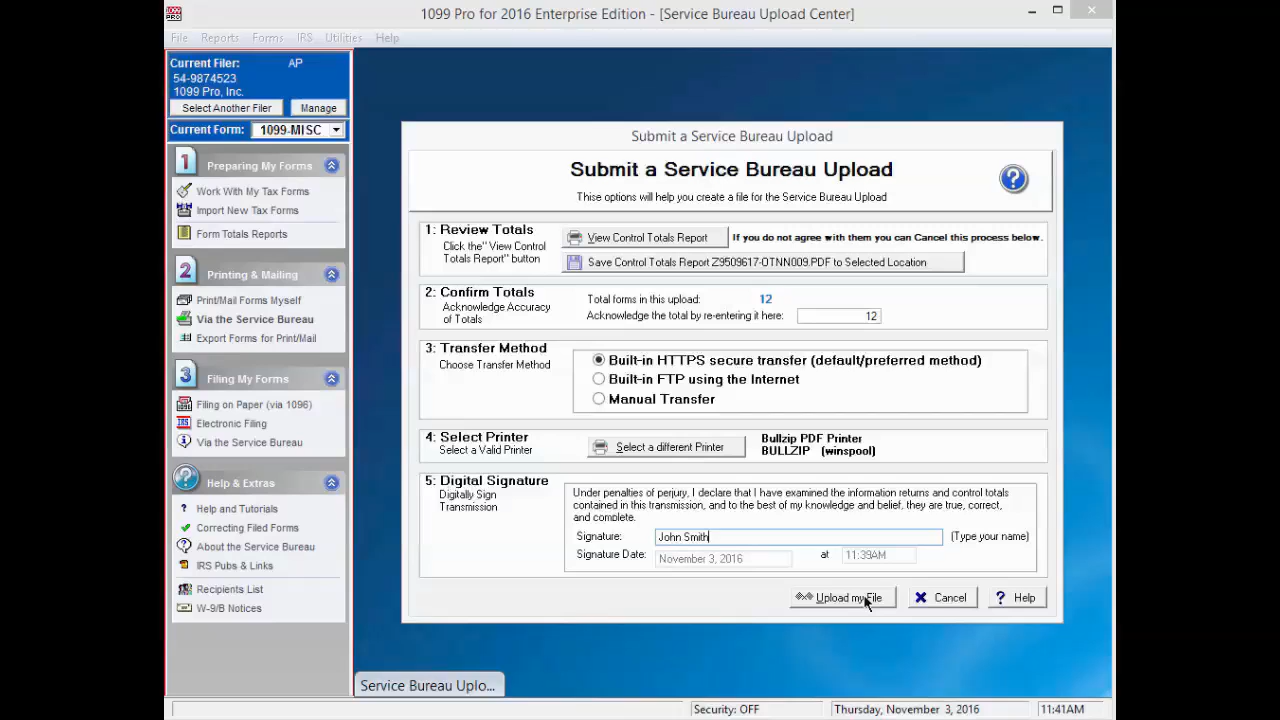 1099 PRO
1099 Pro for 2016 Enterprise Edition - [Service Bureau Upload Center]
File Reports Forms IRS Utilities Help
Current Filer: AP
54-9874523
1099 Pro, Inc.
Select Another Filer Manage
Current Form: 1099-MISC
1 Preparing My Forms
Work With My Tax Forms
Import New Tax Forms
Form Totals Reports
2 Printing & Mailing
Print/Mail Forms Myself
Via the Service Bureau
Export Forms for Print/Mail
3 Filing My Forms
Filing on Paper (via 1096)
IRS Electronic Filing
Via the Service Bureau
? Help & Extras
? Help and Tutorials
Correcting Filed Forms
? About the Service Bureau
IRS Pubs & Links
Recipients List
W-9/B Notices
Submit a Service Bureau Upload
Submit a Service Bureau Upload
?
Thise options will help you create a file for the Service Bureau Upload
1: Review Totals
Click the" View Control
Totals Report" button
View Control Totals Report If you do not agree with them you can Cancel this process below.
Save Control Totals Report Z9509617-OTNN009.PDF to Selected Location
2: Confirm Totals
Acknowledge Accuracy
of Totals
Total forms in this upload: 12
Acknowledge the total by re-entering it here: 12
3: Transfer Method
Choose Transfer Method
Built-in HTTPS secure transfer (default/preferred method)
Built-in FTP using the Internet
Manual Transfer
4: Select Printer
Select a Valid Printer
Select a different Printer
Bullzip PDF Printer
BULLZIP (winspool)
5: Digital Signature
Digitally Sign
Transmission
Under penalties of perjury, I declare that I have examined the information returns and control totals
contained in this transmission, and to the best of my knowledge and belief, they are true, correct,
and complete.
Signature: John Smith (Type your name)
Signature Date: November 3, 2016 at 11:39AM
Upload my File Cancel ? Help
Service Bureau Uplo...
Security: OFF Thursday, November 3, 2016 11:41AM